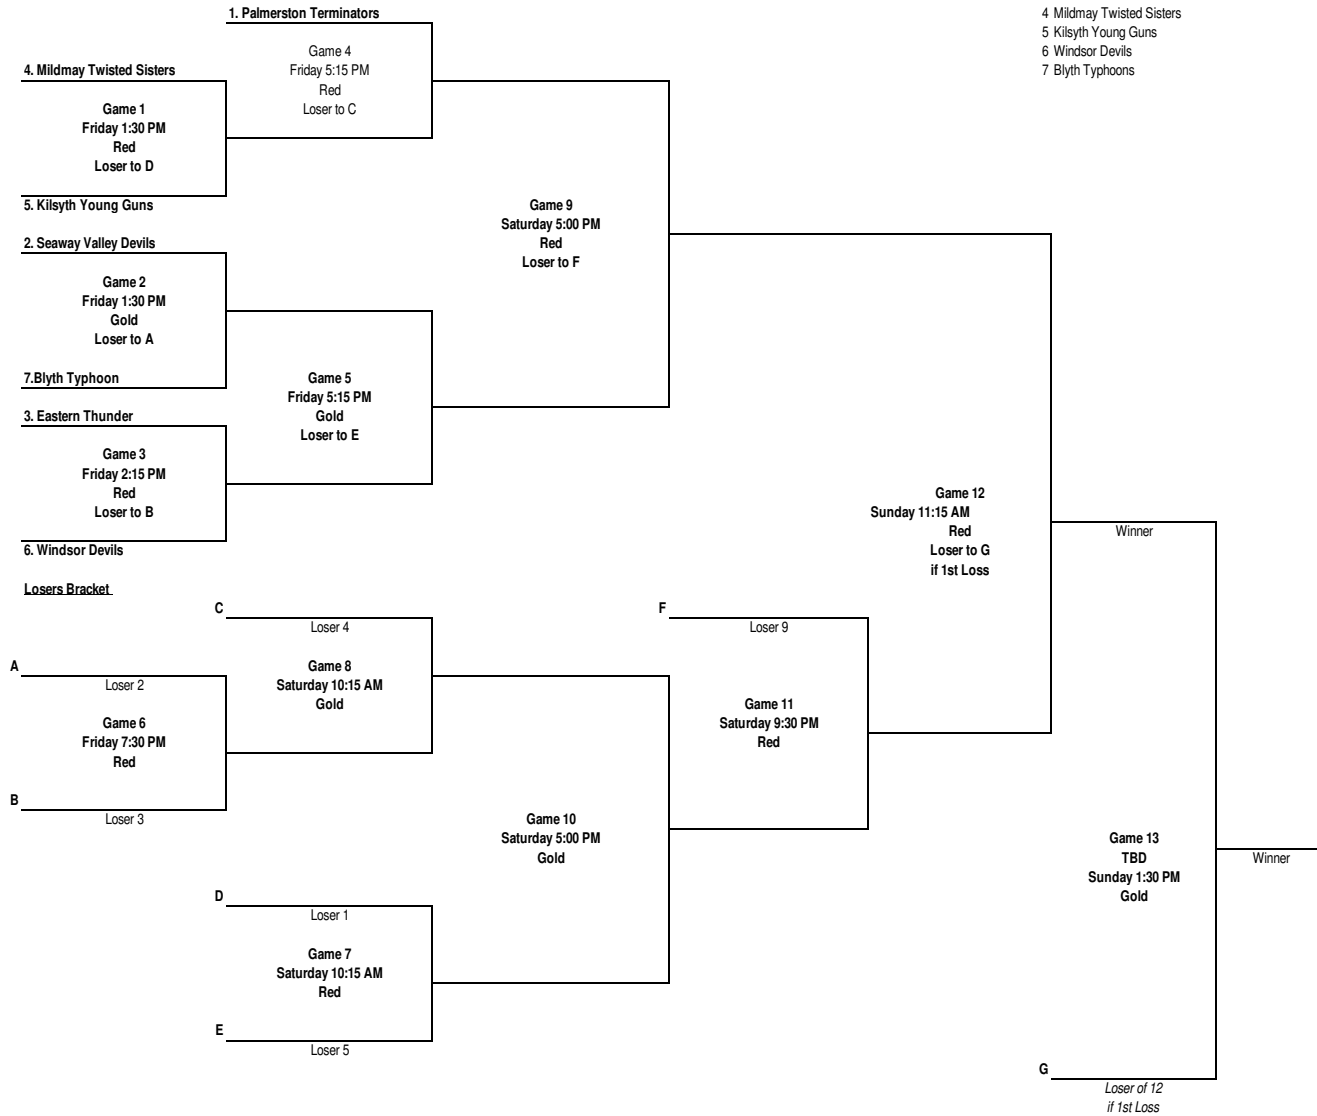 1. Palmerston Terminators
4 Mildmay Twisted Sisters
5 Kilsyth Young Guns
6 Windsor Devils
7 Blyth Typhoons
Game 4
Friday 5:15 PM
Red
Loser to C
4. Mildmay Twisted Sisters
Game 1
Friday 1:30 PM
Red
Loser to D
5. Kilsyth Young Guns
Game 9
Saturday 5:00 PM
Red
Loser to F
2. Seaway Valley Devils
Game 2
Friday 1:30 PM
Gold
Loser to A
7.Blyth Typhoon
Game 5
Friday 5:15 PM
Gold
Loser to E
3. Eastern Thunder
Game 3
Friday 2:15 PM
Red
Loser to B
6. Windsor Devils
Game 12
Sunday 11:15 AM
Red
Loser to G
if 1st Loss
Winner
Losers Bracket
C
Loser 4
F
Loser 9
A
Loser 2
Game 8
Saturday 10:15 AM
Gold
Game 6
Friday 7:30 PM
Red
Game 11
Saturday 9:30 PM
Red
B
Loser 3
Game 10
Saturday 5:00 PM
Gold
Game 13
TBD
Sunday 1:30 PM
Gold
Winner
D
Loser 1
Game 7
Saturday 10:15 AM
Red
E
Loser 5
G
Loser of 12
if 1st Loss